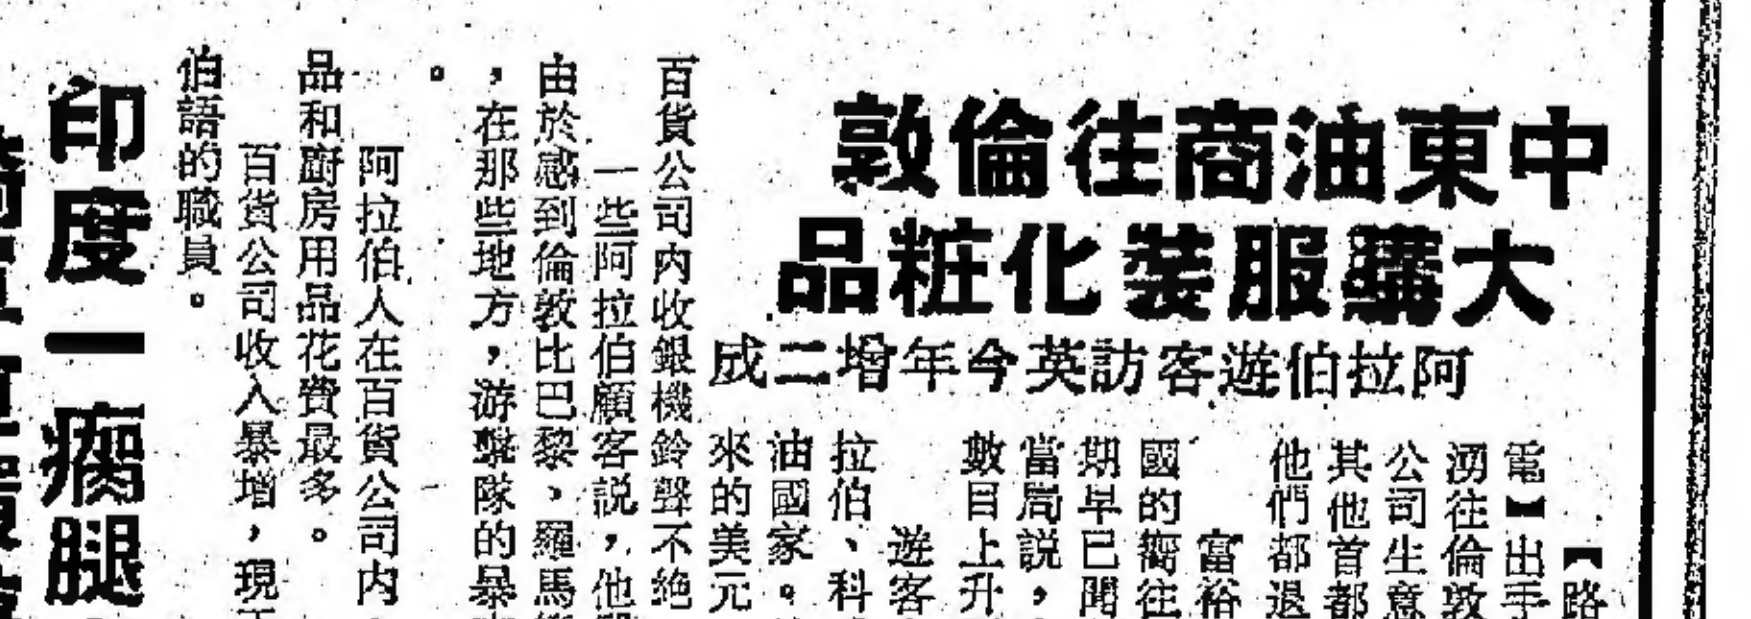 中東油商往倫敦
大購服裝化粧品
阿拉伯遊客訪英今年增二成
【路
電】出手
湧往倫敦
公司生意
其他首都
他們都退
富裕
國的嚮往
期早已聞
當局説，
數目上升
遊客
拉伯、科
油國家。
來的美元
百貨公司內收銀機鈴聲不絶
一些阿拉伯顧客説，他
由於感到倫敦比巴黎，羅馬
，在那些地方，游擊隊的暴
。
阿拉伯人在百貨公司內
品和廚房用品花費最多。
百貨公司收入暴增，現
伯語的職員。
印度一瘸腿